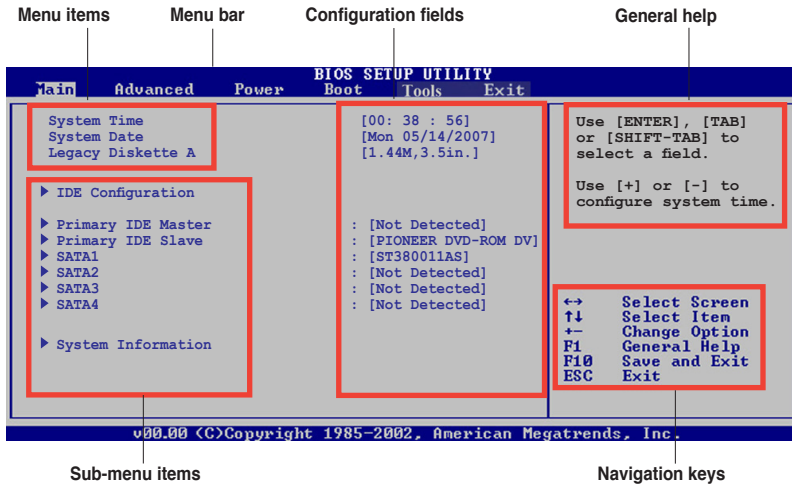 Menu items Menu bar Configuration fields General help
BIOS SETUP UTILITY
Main Advanced Power Boot Tools Exit
System Time [00: 38 : 56]
System Date [Mon 05/14/2007]
Legacy Diskette A [1.44M,3.5in.]
IDE Configuration
Primary IDE Master : [Not Detected]
Primary IDE Slave : [PIONEER DVD-ROM DV]
SATA1 : [ST380011AS]
SATA2 : [Not Detected]
SATA3 : [Not Detected]
SATA4 : [Not Detected]
System Information
Use [ENTER], [TAB]
or [SHIFT-TAB] to
select a field.
Use [+] or [-] to
configure system time.
←→ Select Screen
↑↓ Select Item
+- Change Option
F1 General Help
F10 Save and Exit
ESC Exit
v00.00 (C)Copyright 1985-2002, American Megatrends, Inc.
Sub-menu items Navigation keys